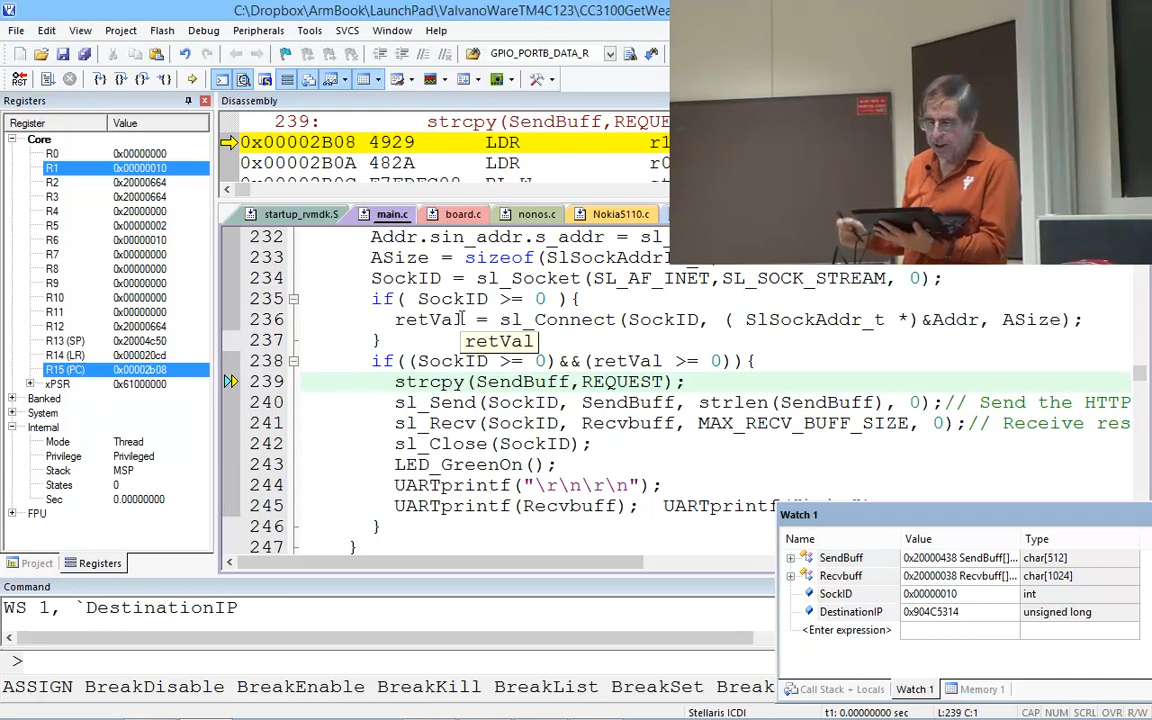 C:\Dropbox\ArmBook\LaunchPad\ValvanoWareTM4C123\CC3100GetWea
File Edit View Project Flash Debug Peripherals Tools SVCS Window Help
GPIO_PORTB_DATA_R
RST
Registers
Disassembly
Register Value
Core
R0 0x00000000
R1 0x00000010
R2 0x20000664
R3 0x20000664
R4 0x20000000
R5 0x00000002
R6 0x00000010
R7 0x00000000
R8 0x00000000
R9 0x00000000
R10 0x00000000
R11 0x00000000
R12 0x20000664
R13 (SP) 0x20004c50
R14 (LR) 0x000020cd
R15 (PC) 0x00002b08
xPSR 0x61000000
Banked
System
Internal
Mode Thread
Privilege Privileged
Stack MSP
States 0
Sec 0.00000000
FPU
Project Registers
239: strcpy(SendBuff,REQUE
0x00002B08 4929 LDR r1
0x00002B0A 482A LDR r0
startup_rvmdk.S main.c board.c nonos.c Nokia5110.c
232 Addr.sin_addr.s_addr = sl_
233 ASize = sizeof(SlSockAddr
234 SockID = sl_Socket(SL_AF_INET,SL_SOCK_STREAM, 0);
235 if( SockID >= 0 ){
236 retVal = sl_Connect(SockID, ( SlSockAddr_t *)&Addr, ASize);
retVal
237 }
238 if((SockID >= 0)&&(retVal >= 0)){
239 strcpy(SendBuff,REQUEST);
240 sl_Send(SockID, SendBuff, strlen(SendBuff), 0);// Send the HTTP
241 sl_Recv(SockID, Recvbuff, MAX_RECV_BUFF_SIZE, 0);// Receive res
242 sl_Close(SockID);
243 LED_GreenOn();
244 UARTprintf("\r\n\r\n");
245 UARTprintf(Recvbuff); UARTprintf(
246 }
247 }
Watch 1
Name Value Type
SendBuff 0x20000438 SendBuff[]... char[512]
Recvbuff 0x20000038 Recvbuff[]... char[1024]
SockID 0x00000010 int
DestinationIP 0x904C5314 unsigned long
<Enter expression>
Call Stack + Locals Watch 1 Memory 1
Command
WS 1, `DestinationIP
>
ASSIGN BreakDisable BreakEnable BreakKill BreakList BreakSet Break
Stellaris ICDI t1: 0.00000000 sec L:239 C:1 CAP NUM SCRL OVR R/W